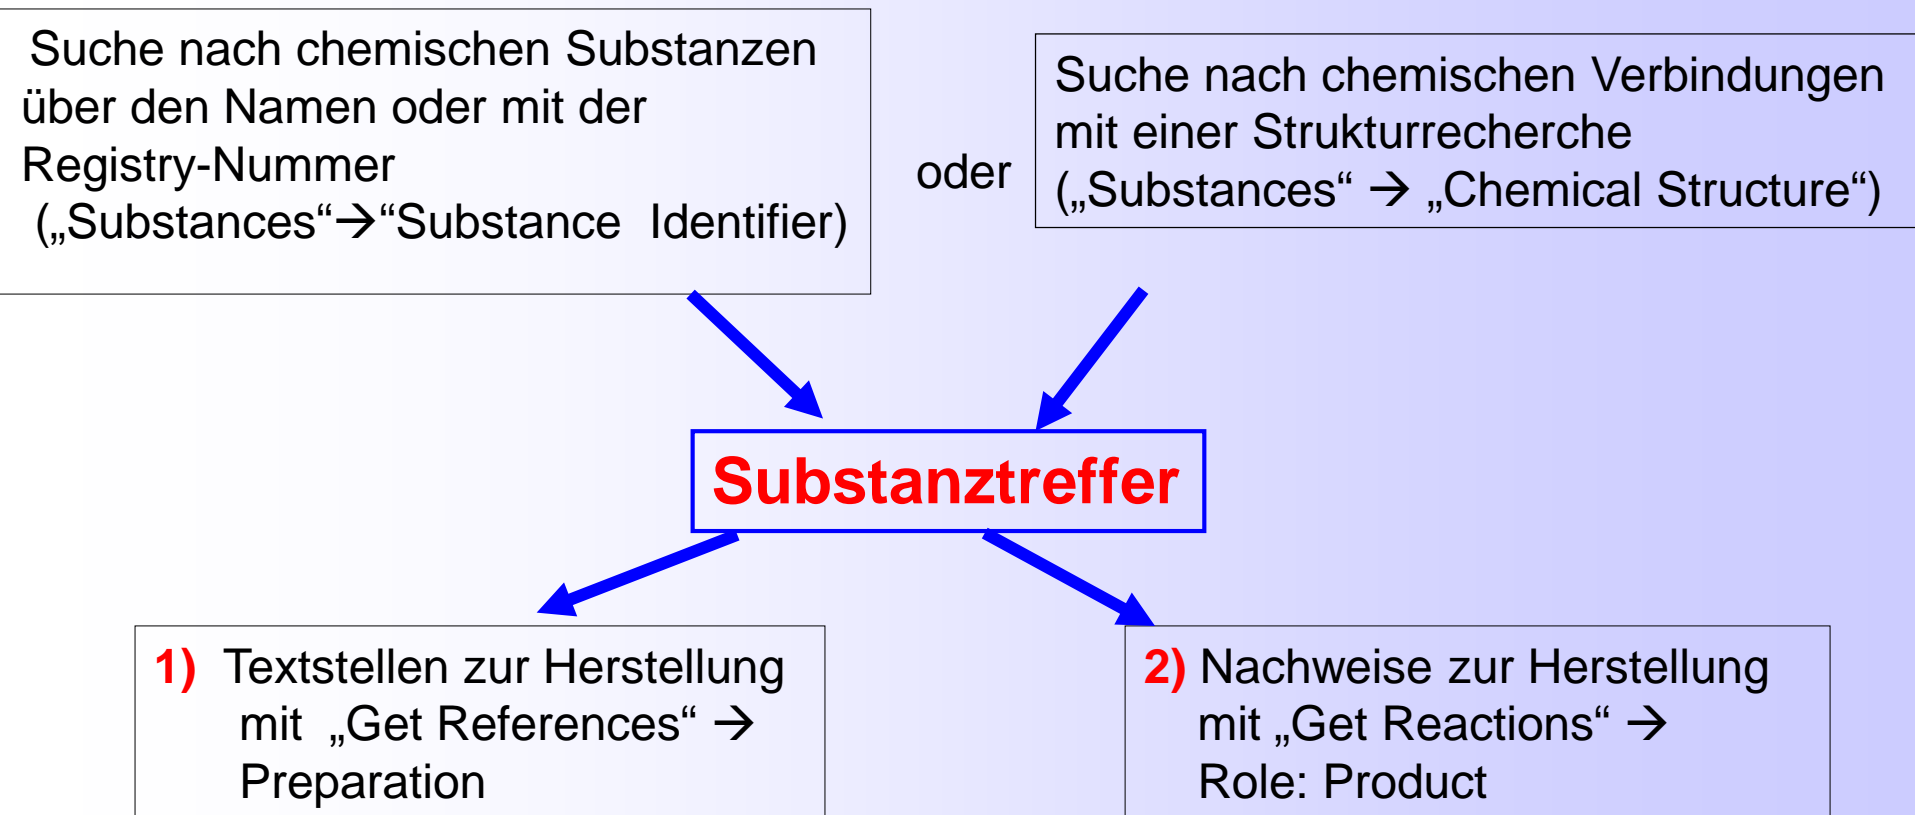 Suche nach chemischen Substanzen
über den Namen oder mit der
Registry-Nummer
(„Substances“→“Substance Identifier)
oder
Suche nach chemischen Verbindungen
mit einer Strukturrecherche
(„Substances“ → „Chemical Structure“)
Substanztreffer
1) Textstellen zur Herstellung
mit „Get References“ →
Preparation
2) Nachweise zur Herstellung
mit „Get Reactions“ →
Role: Product